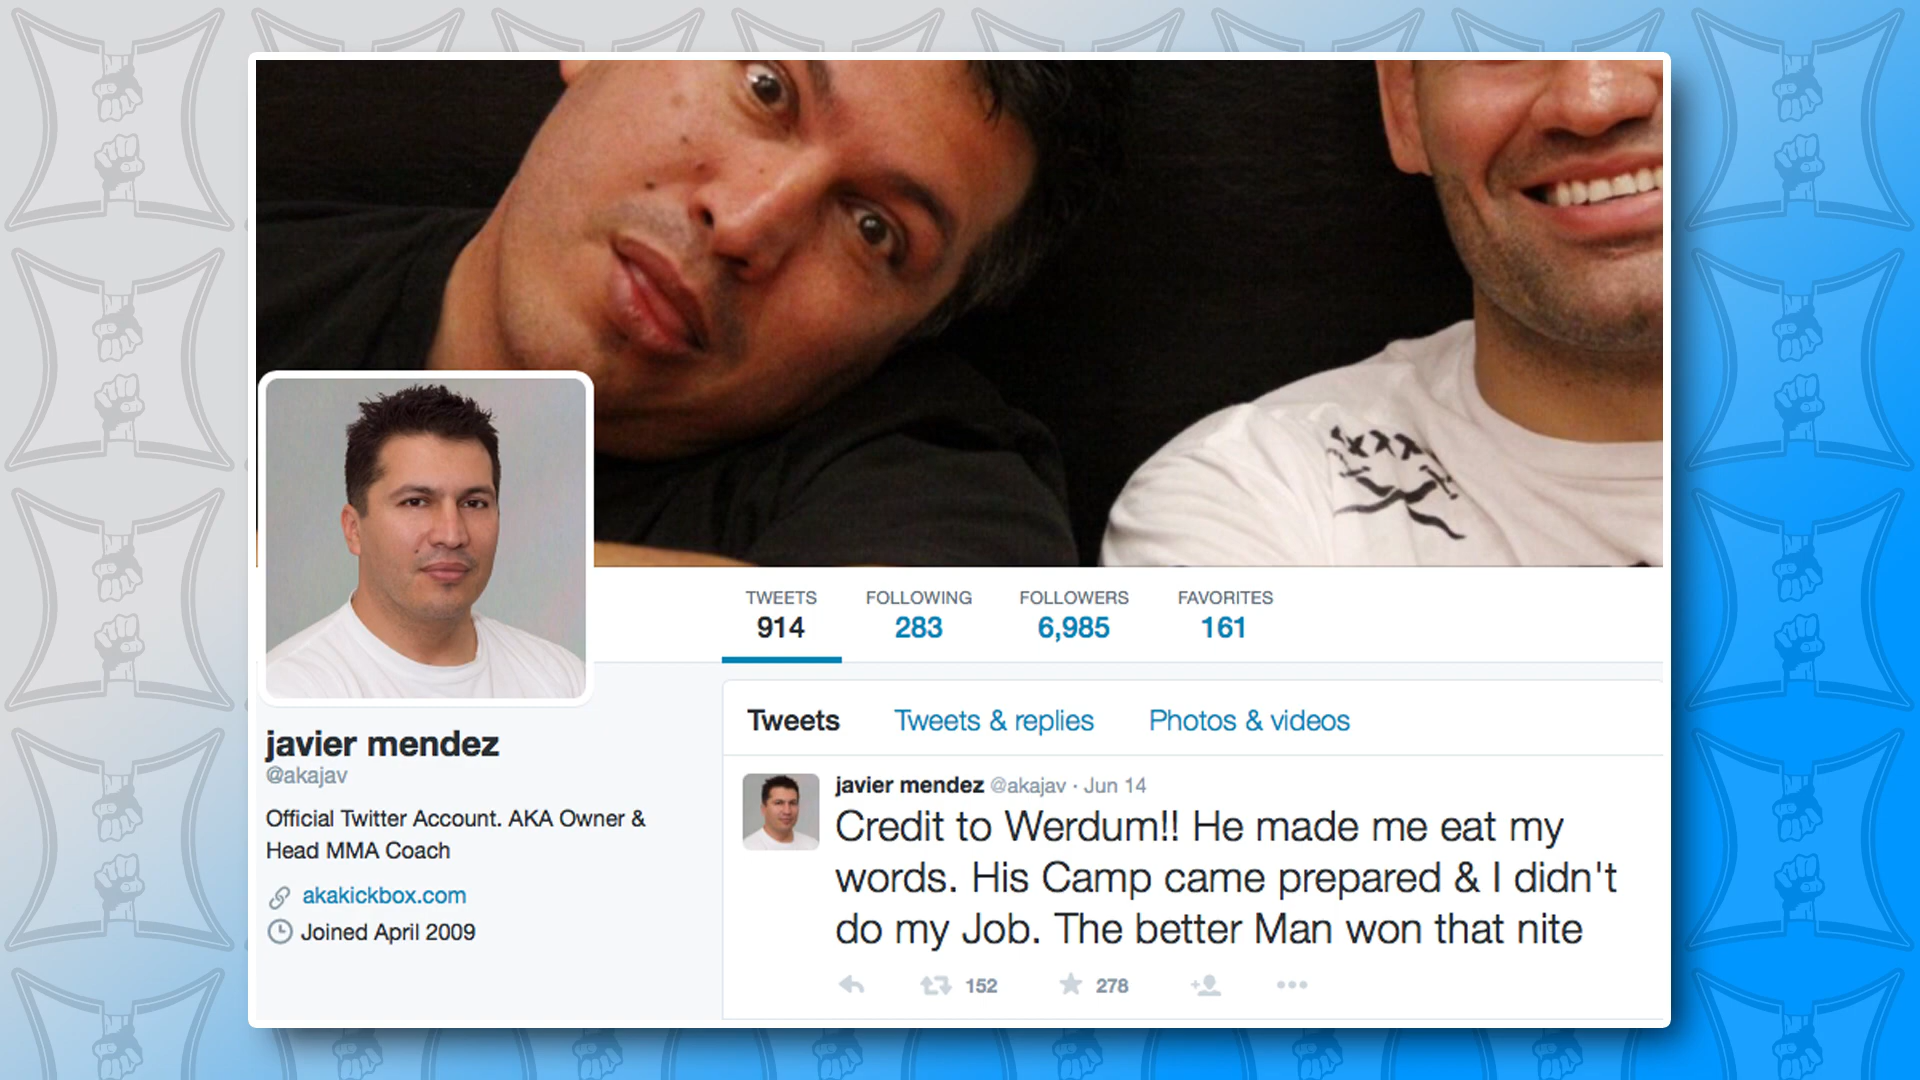 TWEETS FOLLOWING FOLLOWERS FAVORITES
914 283 6,985 161
javier mendez
@akajav
Official Twitter Account. AKA Owner &
Head MMA Coach
akakickbox.com
Joined April 2009
Tweets Tweets & replies Photos & videos
javier mendez @akajav · Jun 14
Credit to Werdum!! He made me eat my
words. His Camp came prepared & I didn't
do my Job. The better Man won that nite
152 278